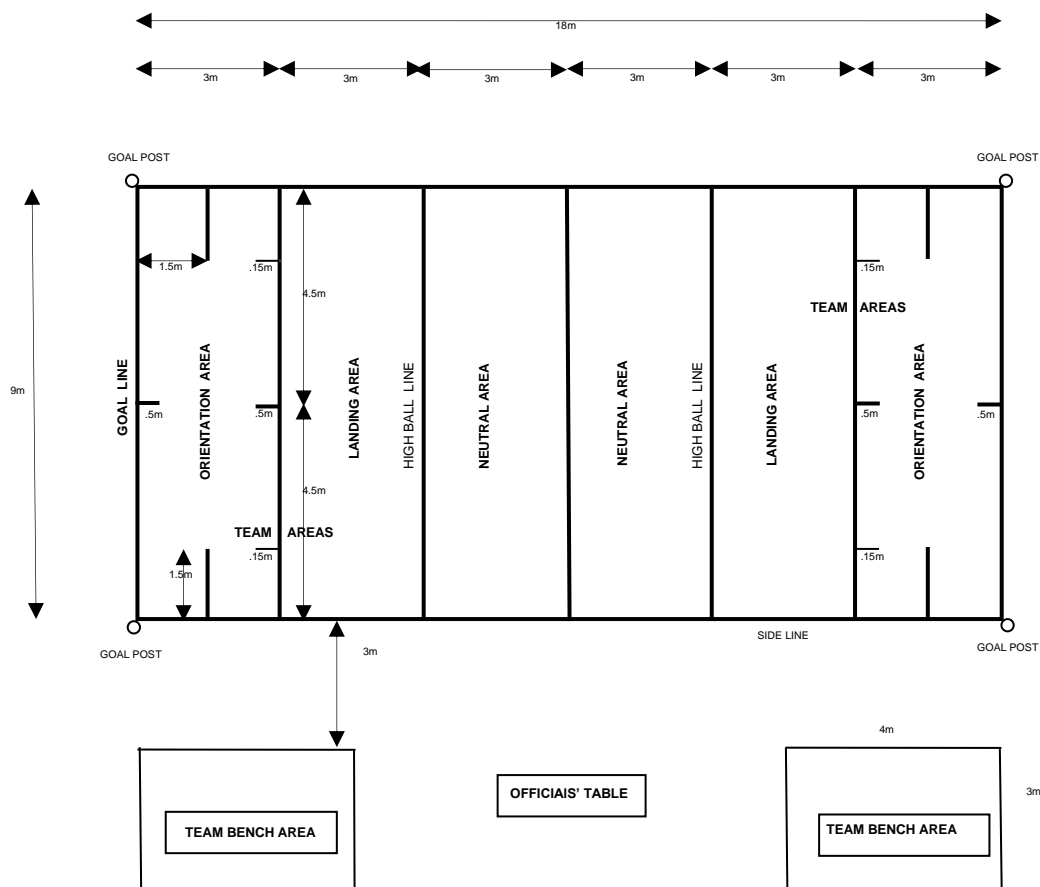 18m
3m 3m 3m 3m 3m 3m
GOAL POST GOAL POST
1.5m .15m .15m
4.5m
TEAM AREAS
9m
GOAL LINE
ORIENTATION AREA
LANDING AREA
HIGH BALL LINE
NEUTRAL AREA
NEUTRAL AREA
HIGH BALL LINE
LANDING AREA
ORIENTATION AREA
.5m .5m .5m .5m
4.5m
TEAM AREAS
.15m .15m
1.5m
SIDE LINE
GOAL POST 3m GOAL POST
4m
3m
OFFICIAIS' TABLE
TEAM BENCH AREA TEAM BENCH AREA